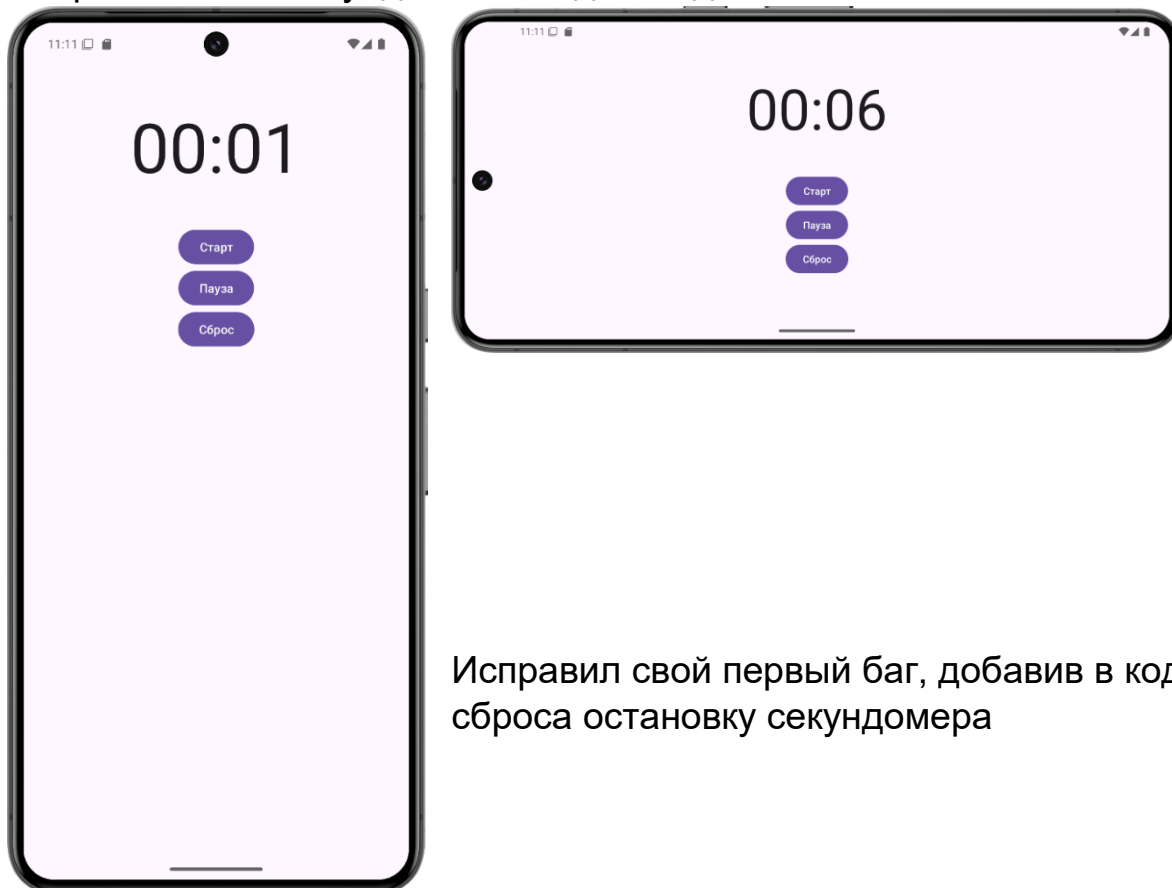 11:11
00:01
Старт
Пауза
Сброс
11:11
00:06
Старт
Пауза
Сброс
Исправил свой первый баг, добавив в код
сброса остановку секундомера